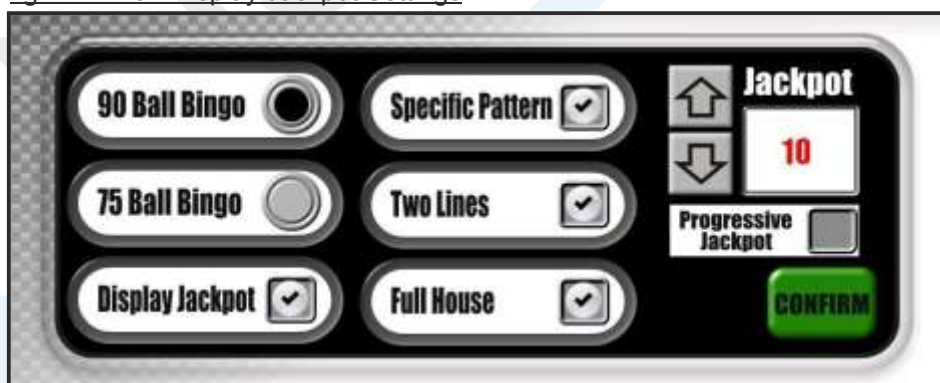 90 Ball Bingo
75 Ball Bingo
Display Jackpot
Specific Pattern
Two Lines
Full House
Jackpot
10
Progressive
Jackpot
CONFIRM